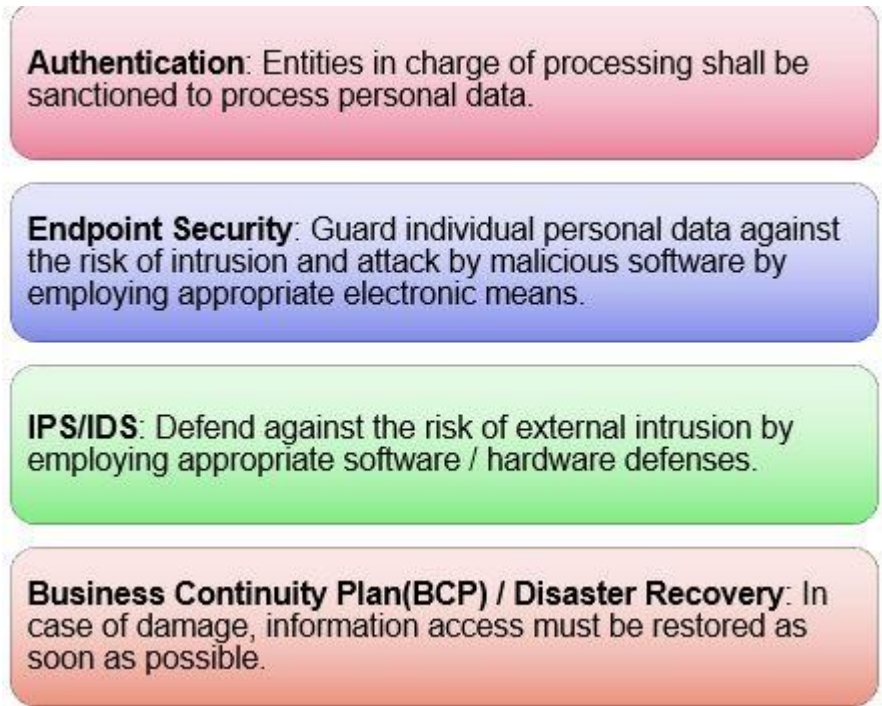 Authentication: Entities in charge of processing shall be
sanctioned to process personal data.
Endpoint Security: Guard individual personal data against
the risk of intrusion and attack by malicious software by
employing appropriate electronic means.
IPS/IDS: Defend against the risk of external intrusion by
employing appropriate software / hardware defenses.
Business Continuity Plan(BCP) / Disaster Recovery: In
case of damage, information access must be restored as
soon as possible.